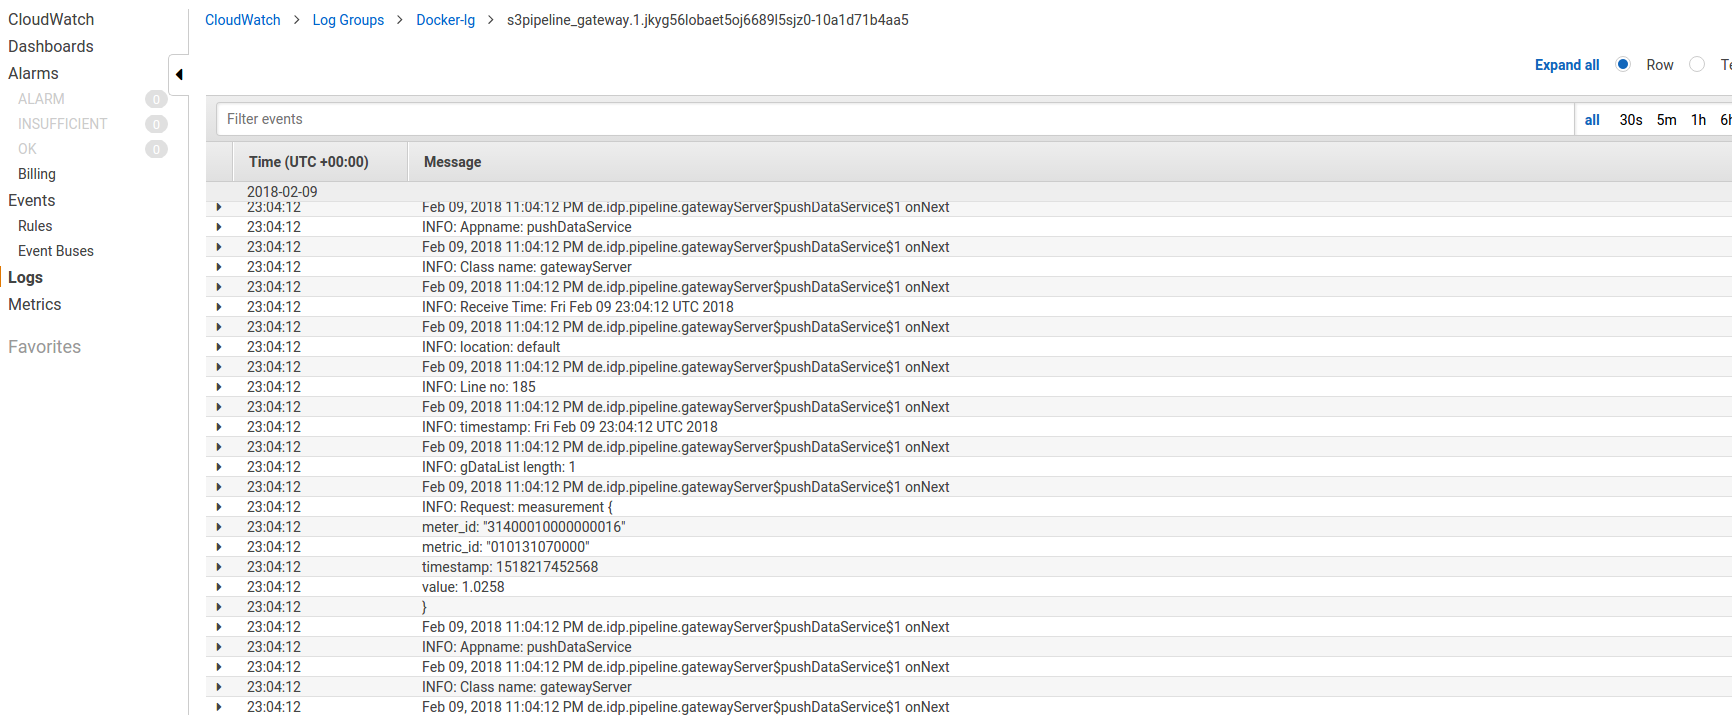 CloudWatch
Dashboards
Alarms
ALARM 0
INSUFFICIENT 0
OK 0
Billing
Events
Rules
Event Buses
Logs
Metrics
Favorites
CloudWatch > Log Groups > Docker-lg > s3pipeline_gateway.1.jkyg56lobaet5oj6689l5sjz0-10a1d71b4aa5
Expand all Row Te
Filter events
all 30s 5m 1h 6h
Time (UTC +00:00) Message
2018-02-09
23:04:12 Feb 09, 2018 11:04:12 PM de.idp.pipeline.gatewayServer$pushDataService$1 onNext
23:04:12 INFO: Appname: pushDataService
23:04:12 Feb 09, 2018 11:04:12 PM de.idp.pipeline.gatewayServer$pushDataService$1 onNext
23:04:12 INFO: Class name: gatewayServer
23:04:12 Feb 09, 2018 11:04:12 PM de.idp.pipeline.gatewayServer$pushDataService$1 onNext
23:04:12 INFO: Receive Time: Fri Feb 09 23:04:12 UTC 2018
23:04:12 Feb 09, 2018 11:04:12 PM de.idp.pipeline.gatewayServer$pushDataService$1 onNext
23:04:12 INFO: location: default
23:04:12 Feb 09, 2018 11:04:12 PM de.idp.pipeline.gatewayServer$pushDataService$1 onNext
23:04:12 INFO: Line no: 185
23:04:12 Feb 09, 2018 11:04:12 PM de.idp.pipeline.gatewayServer$pushDataService$1 onNext
23:04:12 INFO: timestamp: Fri Feb 09 23:04:12 UTC 2018
23:04:12 Feb 09, 2018 11:04:12 PM de.idp.pipeline.gatewayServer$pushDataService$1 onNext
23:04:12 INFO: gDataList length: 1
23:04:12 Feb 09, 2018 11:04:12 PM de.idp.pipeline.gatewayServer$pushDataService$1 onNext
23:04:12 INFO: Request: measurement {
23:04:12 meter_id: "31400010000000016"
23:04:12 metric_id: "010131070000"
23:04:12 timestamp: 1518217452568
23:04:12 value: 1.0258
23:04:12 }
23:04:12 Feb 09, 2018 11:04:12 PM de.idp.pipeline.gatewayServer$pushDataService$1 onNext
23:04:12 INFO: Appname: pushDataService
23:04:12 Feb 09, 2018 11:04:12 PM de.idp.pipeline.gatewayServer$pushDataService$1 onNext
23:04:12 INFO: Class name: gatewayServer
23:04:12 Feb 09, 2018 11:04:12 PM de.idp.pipeline.gatewayServer$pushDataService$1 onNext